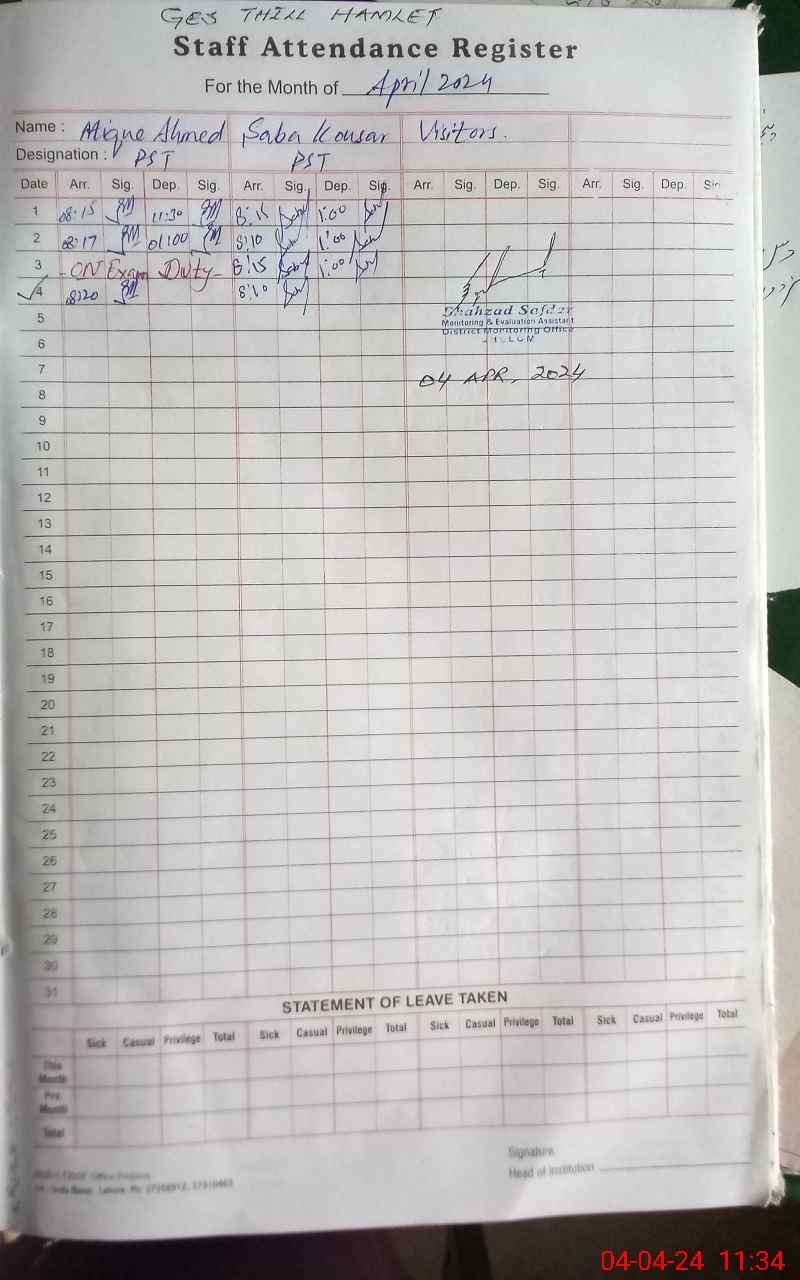 GES THILL HAMLET
Staff Attendance Register
For the Month of April 2024
Name : Atique Ahmed Saba Kousar Visitors.
Designation : PST PST
Date Arr. Sig. Dep. Sig. Arr. Sig. Dep. Sig. Arr. Sig. Dep. Sig. Arr. Sig. Dep.
1 08:15 11:30 8:15 1:00
2 08:17 01:00 8:10 1:00
3 - ON Exam Duty - 8:15 1:00
4 08:20 8:10
5
Shahzad Safdar
Monitoring & Evaluation Assistant
District Monitoring Office
JHELUM
6
7
04 APR, 2024
8
9
10
11
12
13
14
15
16
17
18
19
20
21
22
23
24
25
26
27
28
29
30
31
STATEMENT OF LEAVE TAKEN
Sick Casual Privilege Total Sick Casual Privilege Total Sick Casual Privilege Total Sick Casual Privilege Total
This Month
Pre. Month
Total
Signature
Head of Institution
04-04-24 11:34